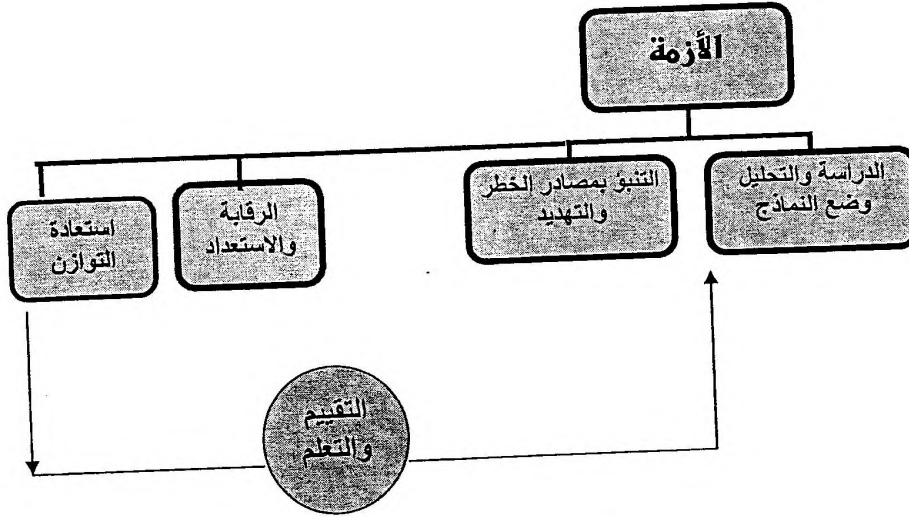 الأزمة
الدراسة والتحليل
وضع النماذج
التنبؤ بمصادر الخطر
والتهديد
الرقابة
والاستعداد
استعادة
التوازن
التقييم
والتعلم